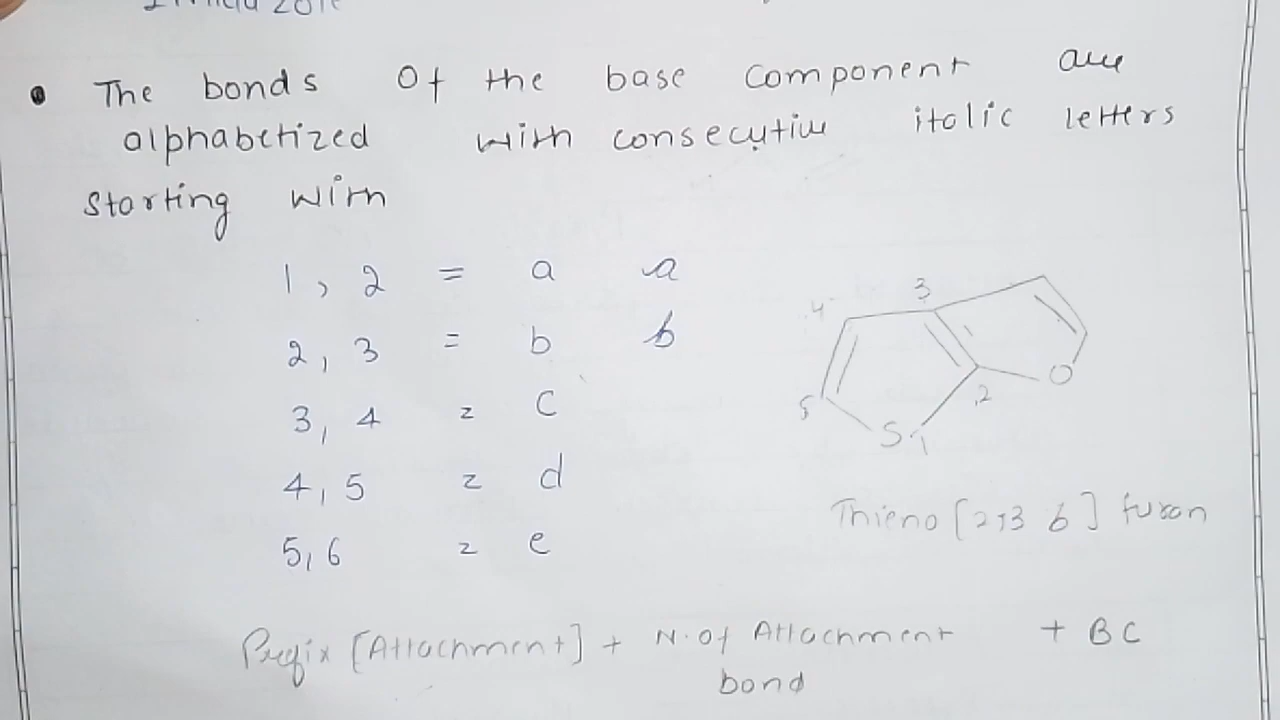 The bonds Of the base component are
alphabetized with consecutive italic letters
starting with
1, 2 = a a
2, 3 = b b
3, 4 = c
4, 5 = d
5, 6 = e
3
4
5
S 1
2
O
Thieno [2,3 b] furan
Prefix [Attachment] + N. of Attachment + BC
bond